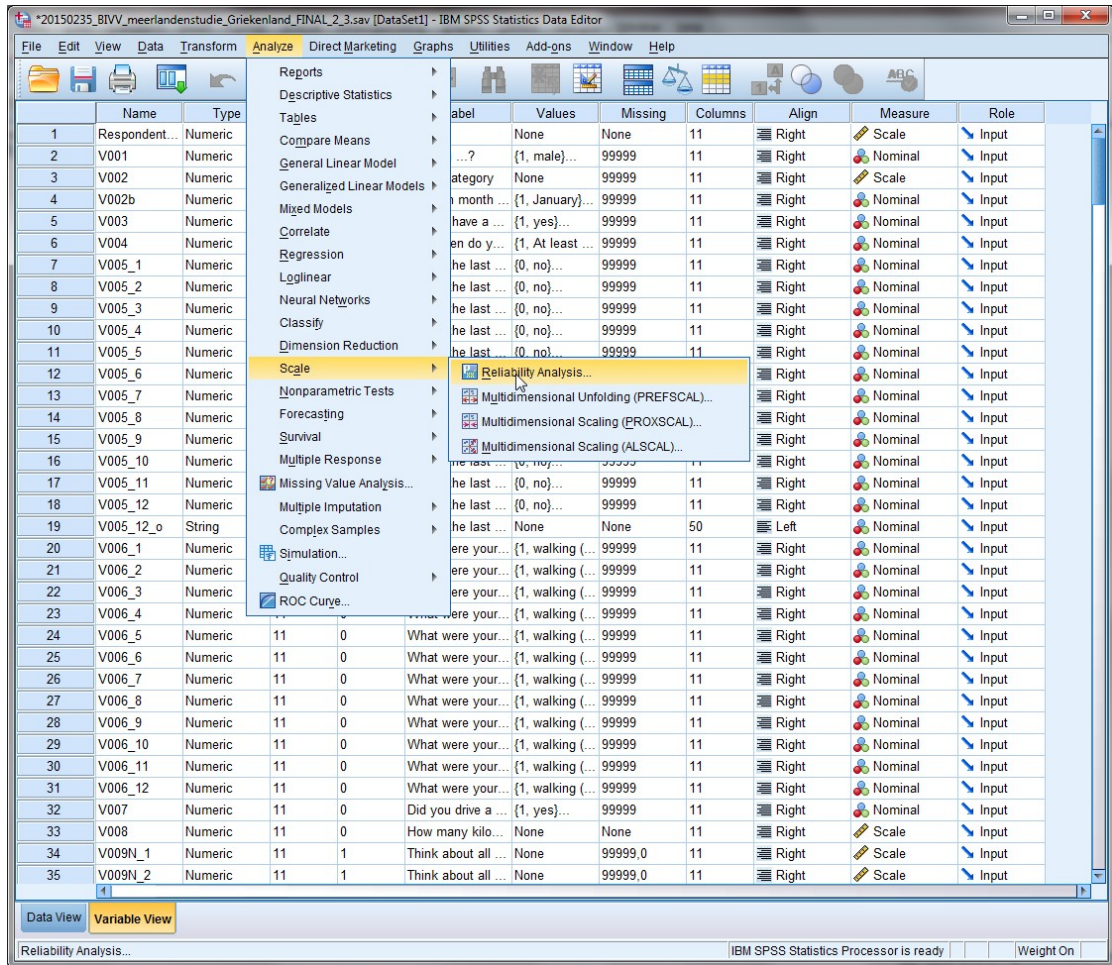 *20150235_BIVV_meerlandenstudie_Griekenland_FINAL_2_3.sav [DataSet1] - IBM SPSS Statistics Data Editor
File Edit View Data Transform Analyze Direct Marketing Graphs Utilities Add-ons Window Help
Reports
Descriptive Statistics
Tables
Compare Means
General Linear Model
Generalized Linear Models
Mixed Models
Correlate
Regression
Loglinear
Neural Networks
Classify
Dimension Reduction
Scale
Nonparametric Tests
Forecasting
Survival
Multiple Response
Missing Value Analysis...
Multiple Imputation
Complex Samples
Simulation...
Quality Control
ROC Curve...
Reliability Analysis...
Multidimensional Unfolding (PREFSCAL)...
Multidimensional Scaling (PROXSCAL)...
Multidimensional Scaling (ALSCAL)...
Name Type abel Values Missing Columns Align Measure Role
1 Respondent... Numeric None None 11 Right Scale Input
2 V001 Numeric ...? {1, male}... 99999 11 Right Nominal Input
3 V002 Numeric ategory None 99999 11 Right Scale Input
4 V002b Numeric month ... {1, January}... 99999 11 Right Nominal Input
5 V003 Numeric have a ... {1, yes}... 99999 11 Right Nominal Input
6 V004 Numeric en do y... {1, At least ... 99999 11 Right Nominal Input
7 V005_1 Numeric he last ... {0, no}... 99999 11 Right Nominal Input
8 V005_2 Numeric he last ... {0, no}... 99999 11 Right Nominal Input
9 V005_3 Numeric he last ... {0, no}... 99999 11 Right Nominal Input
10 V005_4 Numeric he last ... {0, no}... 99999 11 Right Nominal Input
11 V005_5 Numeric he last ... {0, no}... 99999 11 Right Nominal Input
12 V005_6 Numeric
13 V005_7 Numeric
14 V005_8 Numeric
15 V005_9 Numeric
16 V005_10 Numeric he last ... {0, no}... 99999 11 Right Nominal Input
17 V005_11 Numeric he last ... {0, no}... 99999 11 Right Nominal Input
18 V005_12 Numeric he last ... {0, no}... 99999 11 Right Nominal Input
19 V005_12_o String he last ... None None 50 Left Nominal Input
20 V006_1 Numeric ere your... {1, walking (... 99999 11 Right Nominal Input
21 V006_2 Numeric ere your... {1, walking (... 99999 11 Right Nominal Input
22 V006_3 Numeric ere your... {1, walking (... 99999 11 Right Nominal Input
23 V006_4 Numeric 11 0 What were your... {1, walking (... 99999 11 Right Nominal Input
24 V006_5 Numeric 11 0 What were your... {1, walking (... 99999 11 Right Nominal Input
25 V006_6 Numeric 11 0 What were your... {1, walking (... 99999 11 Right Nominal Input
26 V006_7 Numeric 11 0 What were your... {1, walking (... 99999 11 Right Nominal Input
27 V006_8 Numeric 11 0 What were your... {1, walking (... 99999 11 Right Nominal Input
28 V006_9 Numeric 11 0 What were your... {1, walking (... 99999 11 Right Nominal Input
29 V006_10 Numeric 11 0 What were your... {1, walking (... 99999 11 Right Nominal Input
30 V006_11 Numeric 11 0 What were your... {1, walking (... 99999 11 Right Nominal Input
31 V006_12 Numeric 11 0 What were your... {1, walking (... 99999 11 Right Nominal Input
32 V007 Numeric 11 0 Did you drive a ... {1, yes}... 99999 11 Right Nominal Input
33 V008 Numeric 11 0 How many kilo... None None 11 Right Scale Input
34 V009N_1 Numeric 11 1 Think about all ... None 99999,0 11 Right Scale Input
35 V009N_2 Numeric 11 1 Think about all ... None 99999,0 11 Right Scale Input
Data View Variable View
Reliability Analysis... IBM SPSS Statistics Processor is ready Weight On